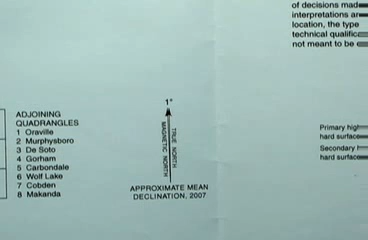 of decisions made
interpretations ar
location, the type
technical qualific
not meant to be
ADJOINING
QUADRANGLES
1 Oraville
2 Murphysboro
3 De Soto
4 Gorham
5 Carbondale
6 Wolf Lake
7 Cobden
8 Makanda
1°
TRUE NORTH
MAGNETIC NORTH
APPROXIMATE MEAN
DECLINATION, 2007
Primary hig
hard surface
Secondary
hard surface